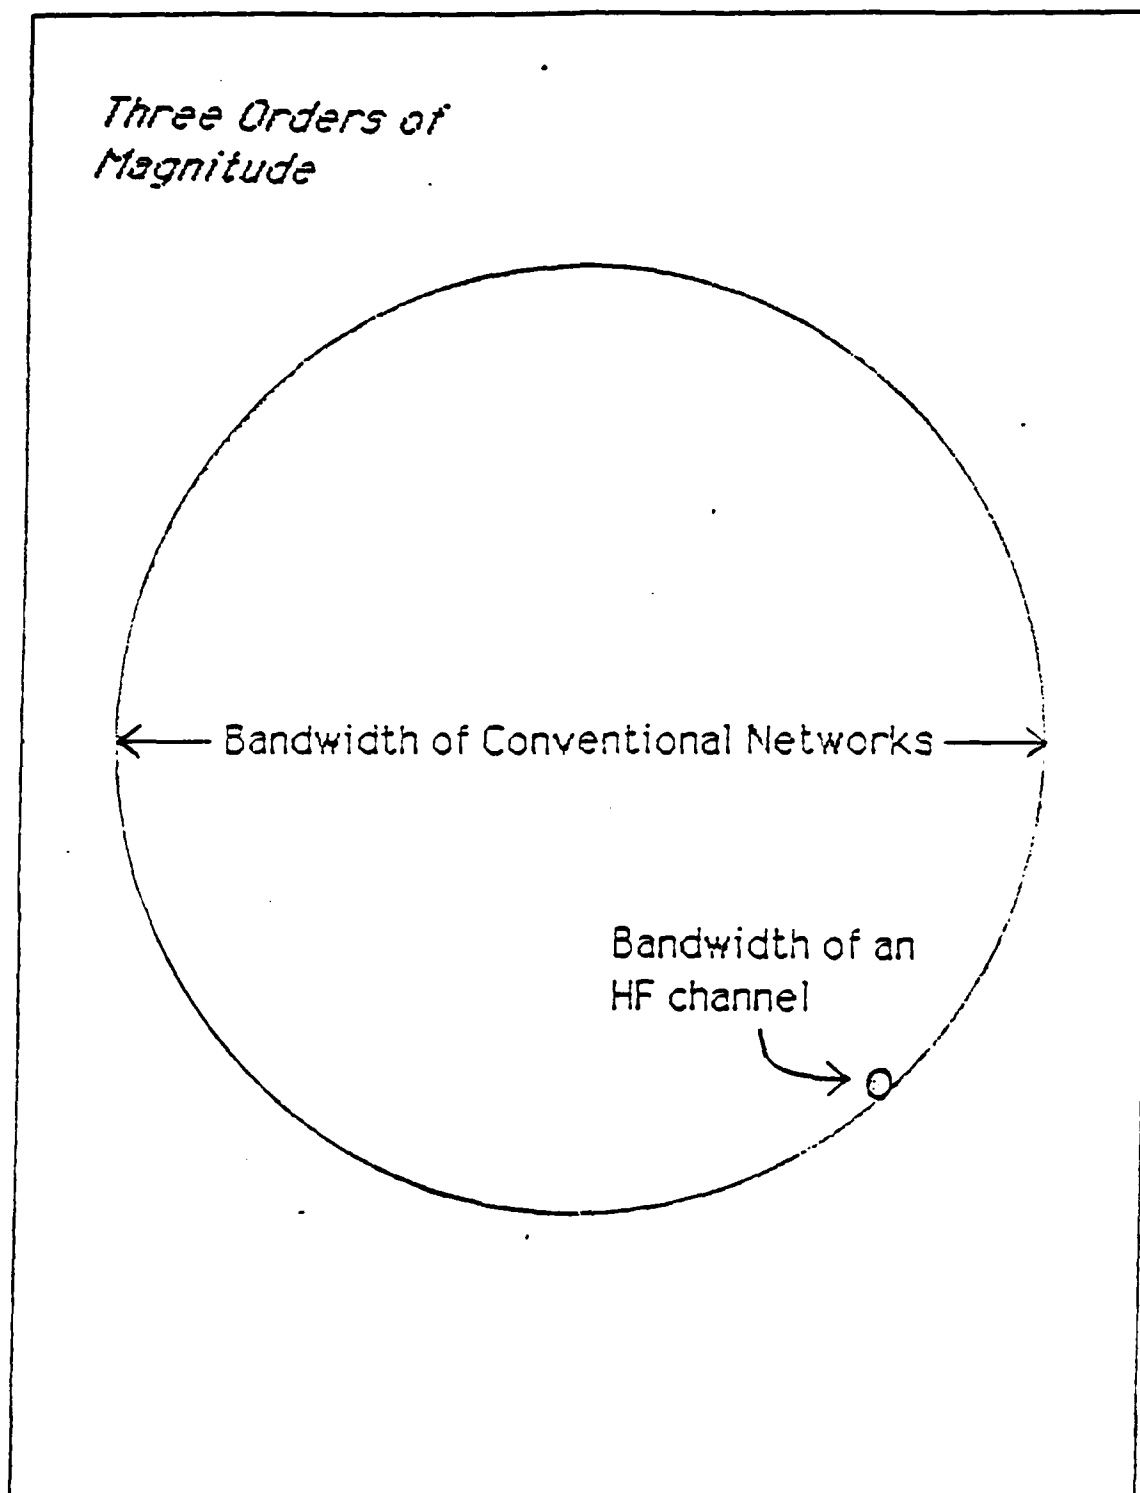 Three Orders of
Magnitude
Bandwidth of Conventional Networks
Bandwidth of an
HF channel